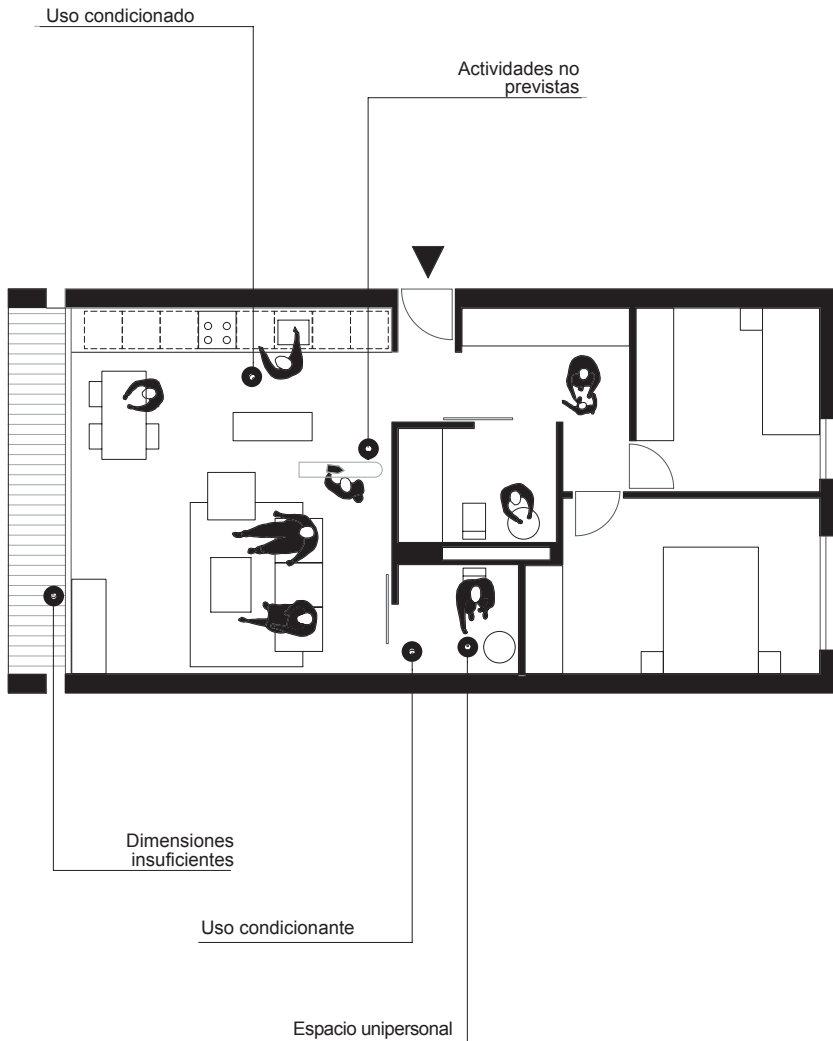 Uso condicionado
Actividades no
previstas
Dimensiones
insuficientes
Uso condicionante
Espacio unipersonal